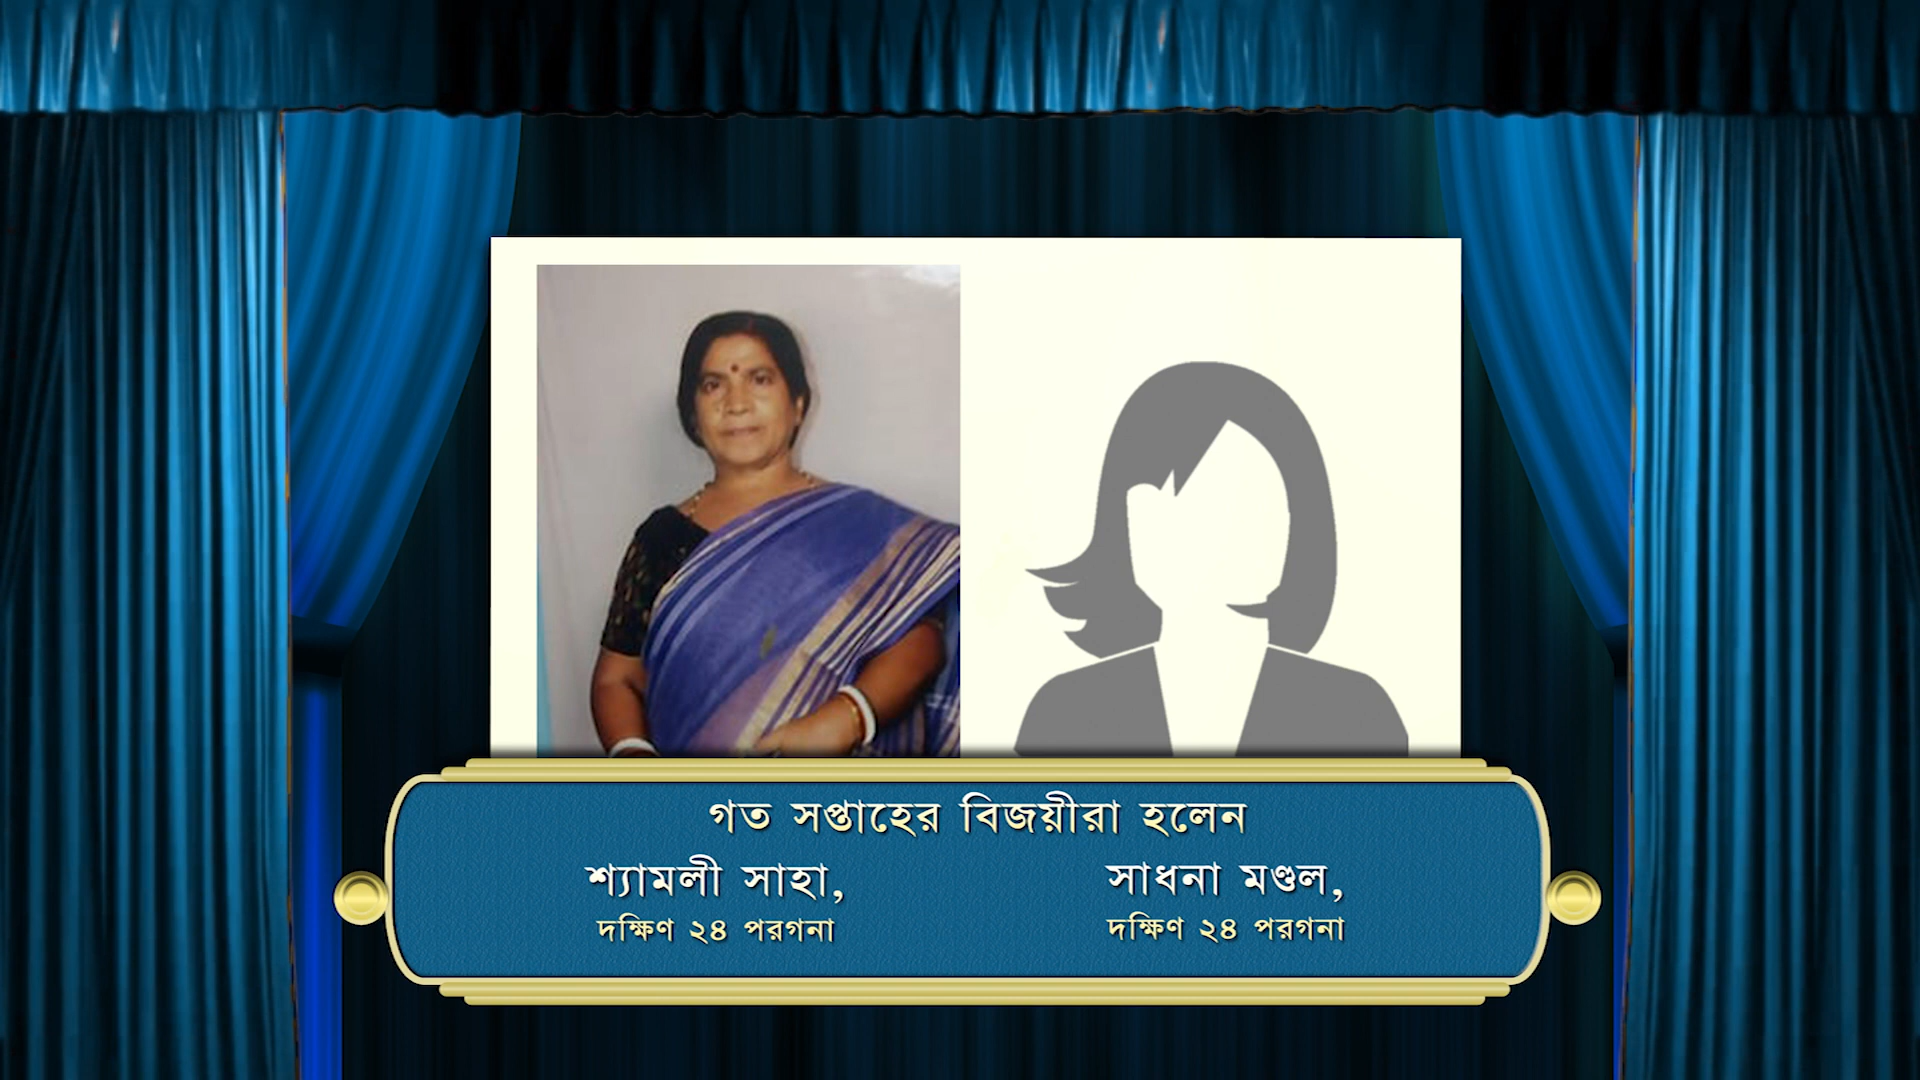 গত সপ্তাহের বিজয়ীরা হলেন
শ্যামলী সাহা,
দক্ষিণ ২৪ পরগনা
সাধনা মণ্ডল,
দক্ষিণ ২৪ পরগনা